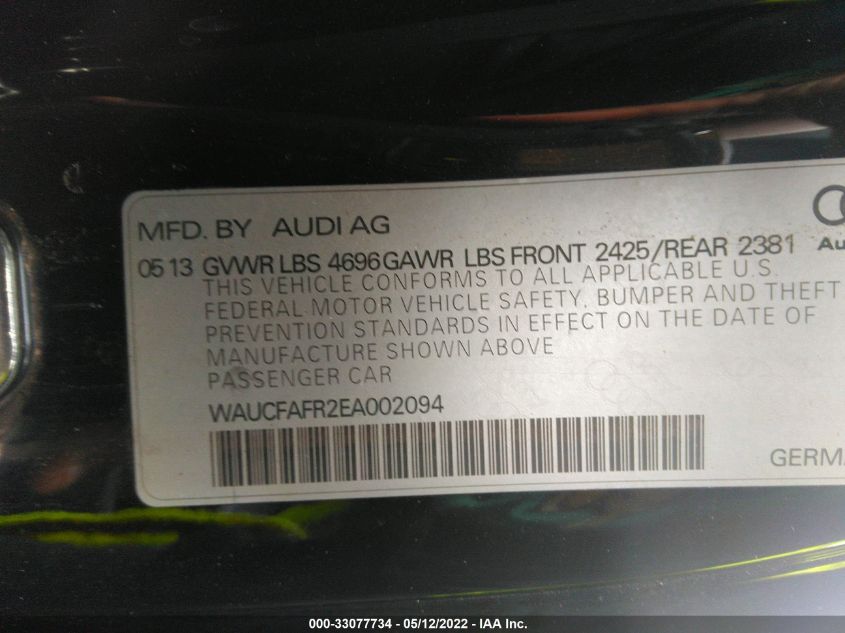 MFD. BY AUDI AG
05 13 GVWR LBS 4696 GAWR LBS FRONT 2425/REAR 2381
THIS VEHICLE CONFORMS TO ALL APPLICABLE U.S.
FEDERAL MOTOR VEHICLE SAFETY, BUMPER AND THEFT
PREVENTION STANDARDS IN EFFECT ON THE DATE OF
MANUFACTURE SHOWN ABOVE
PASSENGER CAR
WAUCFAFR2EA002094
000-33077734 - 05/12/2022 - IAA Inc.